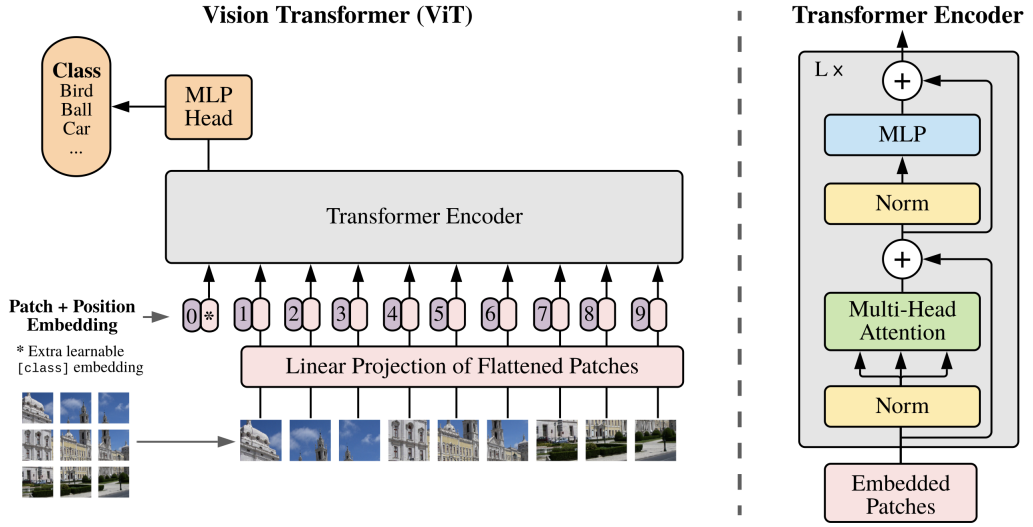 Vision Transformer (ViT)
Class
Bird
Ball
Car
...
MLP
Head
Transformer Encoder
Patch + Position
Embedding
0 * 1 2 3 4 5 6 7 8 9
* Extra learnable
[class] embedding
Linear Projection of Flattened Patches
Transformer Encoder
L ×
+
MLP
Norm
+
Multi-Head
Attention
Norm
Embedded
Patches